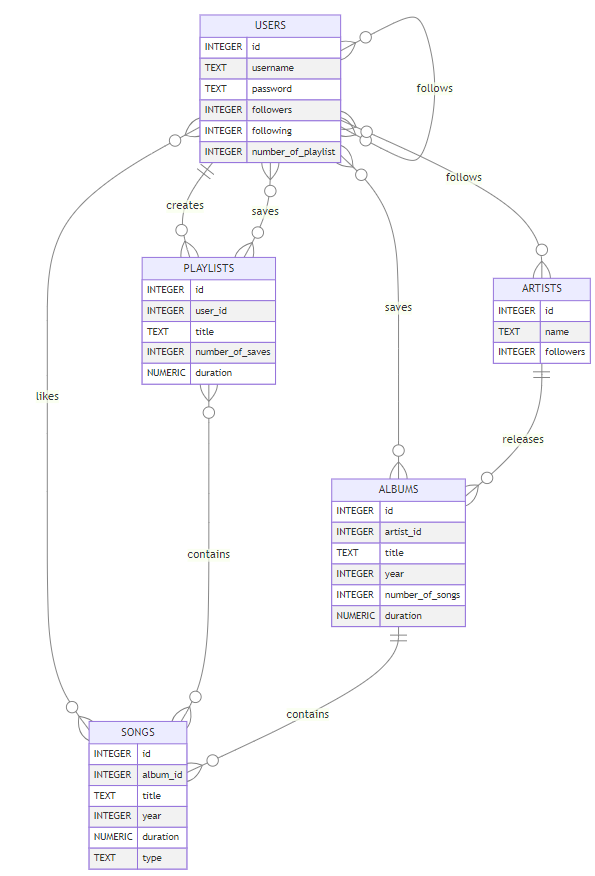 USERS
INTEGER id
TEXT username
TEXT password
INTEGER followers
INTEGER following
INTEGER number_of_playlist
follows
follows
creates
saves
PLAYLISTS
INTEGER id
INTEGER user_id
TEXT title
INTEGER number_of_saves
NUMERIC duration
ARTISTS
INTEGER id
TEXT name
INTEGER followers
saves
likes
releases
ALBUMS
INTEGER id
INTEGER artist_id
TEXT title
INTEGER year
INTEGER number_of_songs
NUMERIC duration
contains
contains
SONGS
INTEGER id
INTEGER album_id
TEXT title
INTEGER year
NUMERIC duration
TEXT type